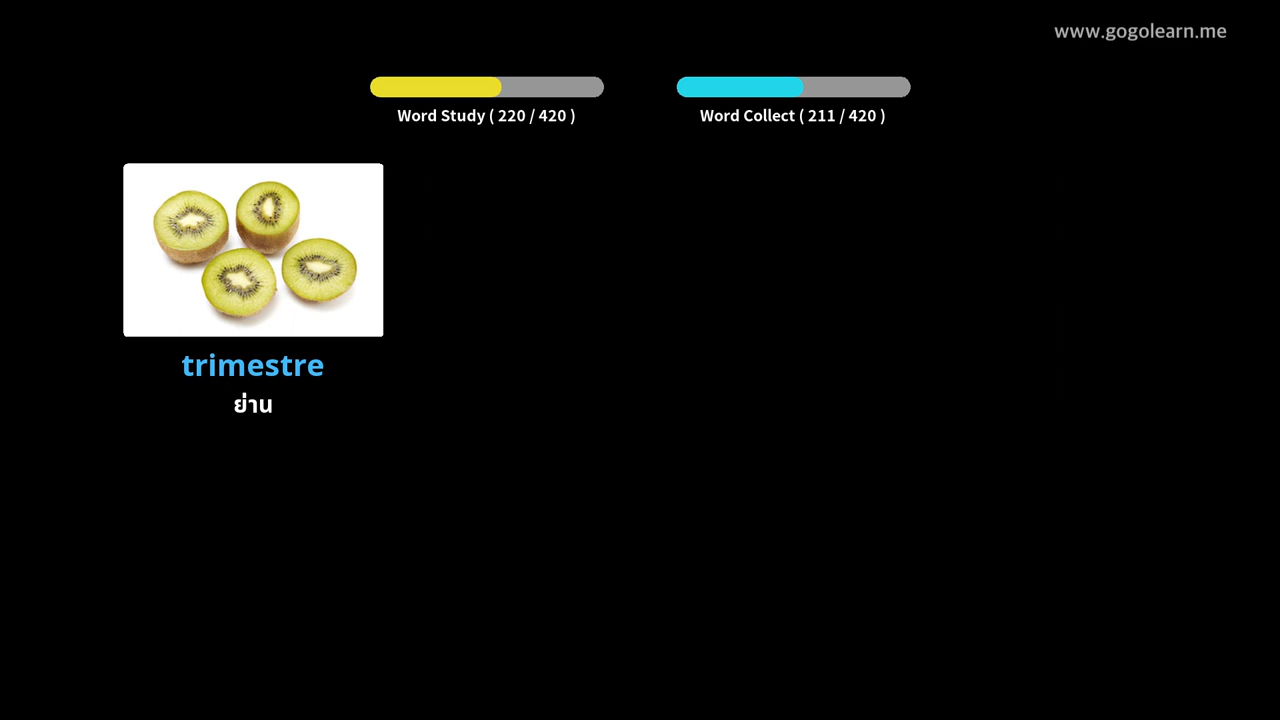 www.gogolearn.me
Word Study ( 220 / 420 )
Word Collect ( 211 / 420 )
trimestre
ย่าน